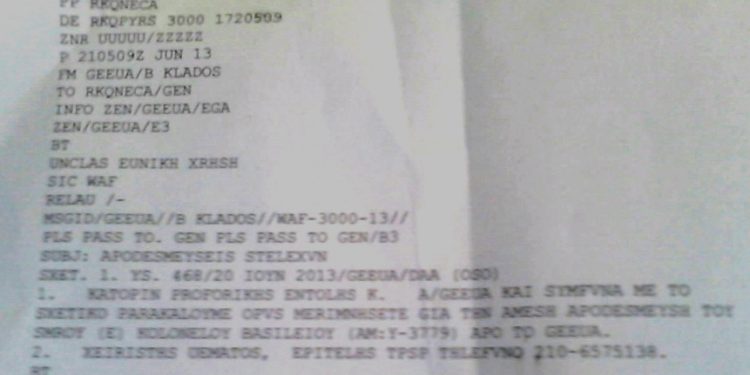 PP RKQNECA
DE RKQPYRS 3000 1720509
ZNR UUUUU/ZZZZZ
P 210509Z JUN 13
FM GEEUA/B KLADOS
TO RKQNECA/GEN
INFO ZEN/GEEUA/EGA
ZEN/GEEUA/E3
BT
UNCLAS EUNIKH XRHSH
SIC WAF
RELAU /-
MSGID/GEEUA//B KLADOS//WAF-3000-13//
PLS PASS TO. GEN PLS PASS TO GEN/B3
SUBJ: APODESMEYSEIS STELEXVN
SXET. 1. YS. 468/20 IOYN 2013/GEEUA/DAA (OSO)
1. KATOPIN PROFORIKHS ENTOLHS K. A/GEEUA KAI SYMFVNA ME TO
SXETIKO PARAKALOYME OPVS MERIMNHSETE GIA THN AMESH APODESMEYSH TOY
SMHOY (E) KOLONELOY BASILEIOY (AM:Y-3779) APO TO GEEUA.
2. XEIRISTHS UEMATOS, EPITELHS TPSP THLEFVNO 210-6575138.
BT